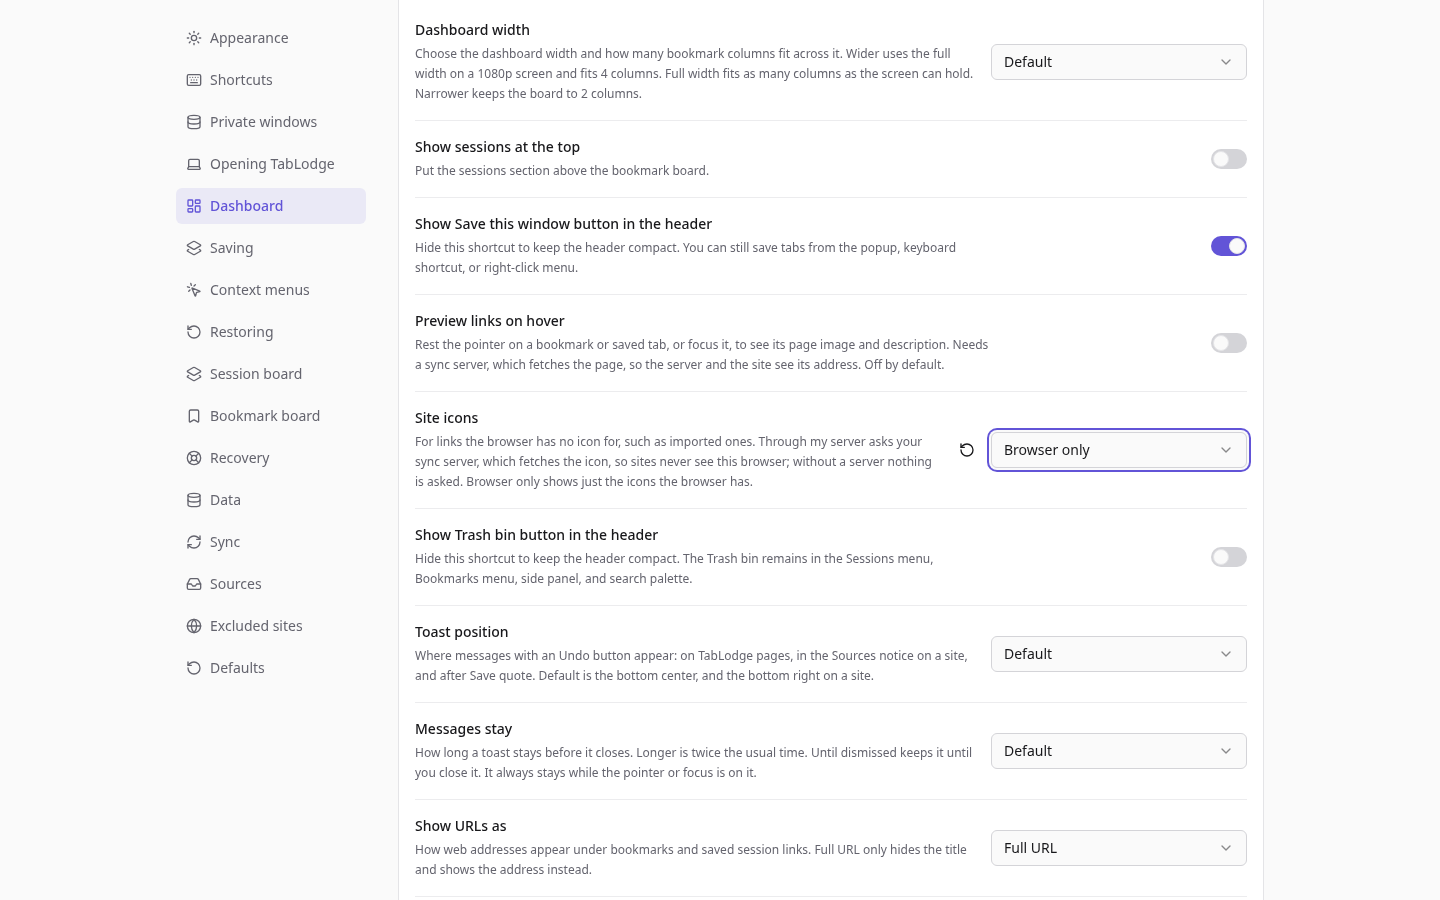 Appearance
Shortcuts
Private windows
Opening TabLodge
Dashboard
Saving
Context menus
Restoring
Session board
Bookmark board
Recovery
Data
Sync
Sources
Excluded sites
Defaults
Dashboard width
Choose the dashboard width and how many bookmark columns fit across it. Wider uses the full
width on a 1080p screen and fits 4 columns. Full width fits as many columns as the screen can hold.
Narrower keeps the board to 2 columns.
Default
Show sessions at the top
Put the sessions section above the bookmark board.
Show Save this window button in the header
Hide this shortcut to keep the header compact. You can still save tabs from the popup, keyboard
shortcut, or right-click menu.
Preview links on hover
Rest the pointer on a bookmark or saved tab, or focus it, to see its page image and description. Needs
a sync server, which fetches the page, so the server and the site see its address. Off by default.
Site icons
For links the browser has no icon for, such as imported ones. Through my server asks your
sync server, which fetches the icon, so sites never see this browser; without a server nothing
is asked. Browser only shows just the icons the browser has.
Browser only
Show Trash bin button in the header
Hide this shortcut to keep the header compact. The Trash bin remains in the Sessions menu,
Bookmarks menu, side panel, and search palette.
Toast position
Where messages with an Undo button appear: on TabLodge pages, in the Sources notice on a site,
and after Save quote. Default is the bottom center, and the bottom right on a site.
Default
Messages stay
How long a toast stays before it closes. Longer is twice the usual time. Until dismissed keeps it until
you close it. It always stays while the pointer or focus is on it.
Default
Show URLs as
How web addresses appear under bookmarks and saved session links. Full URL only hides the title
and shows the address instead.
Full URL